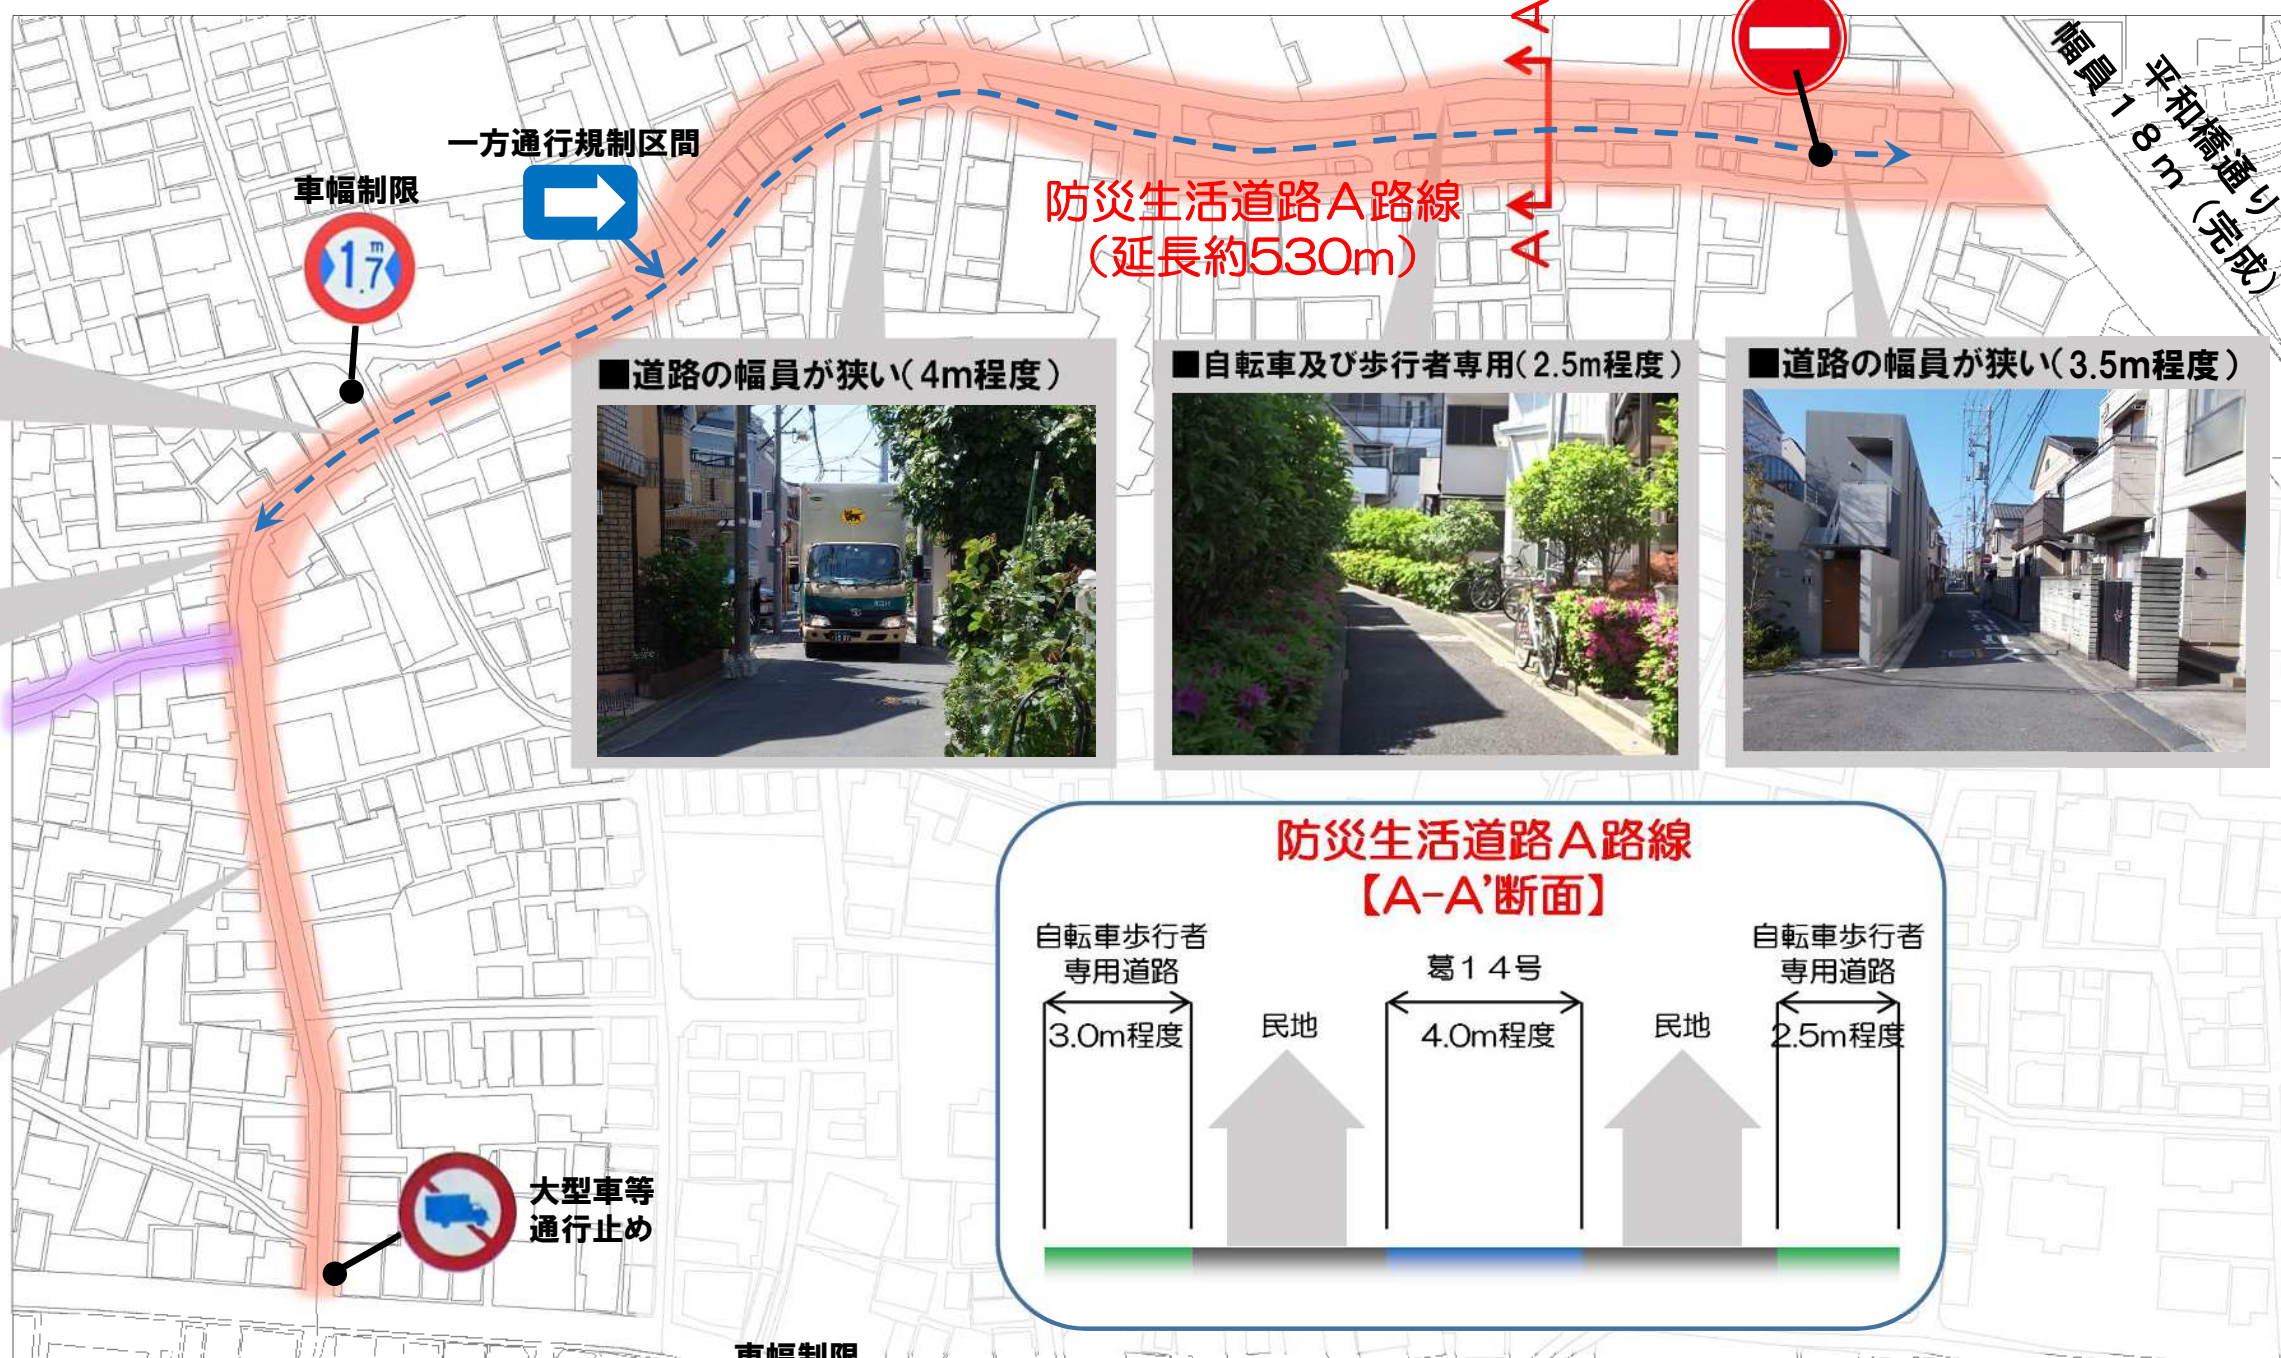 A
幅員１８ｍ（完成）
平和橋通り
一方通行規制区間
車幅制限
1.7m
防災生活道路A路線
（延長約530m）
A
■道路の幅員が狭い（4m程度）
■自転車及び歩行者専用（2.5m程度）
■道路の幅員が狭い（3.5m程度）
防災生活道路A路線
【A-A’断面】
自転車歩行者
専用道路
3.0m程度
民地
葛１４号
4.0m程度
民地
自転車歩行者
専用道路
2.5m程度
大型車等
通行止め
車幅制限